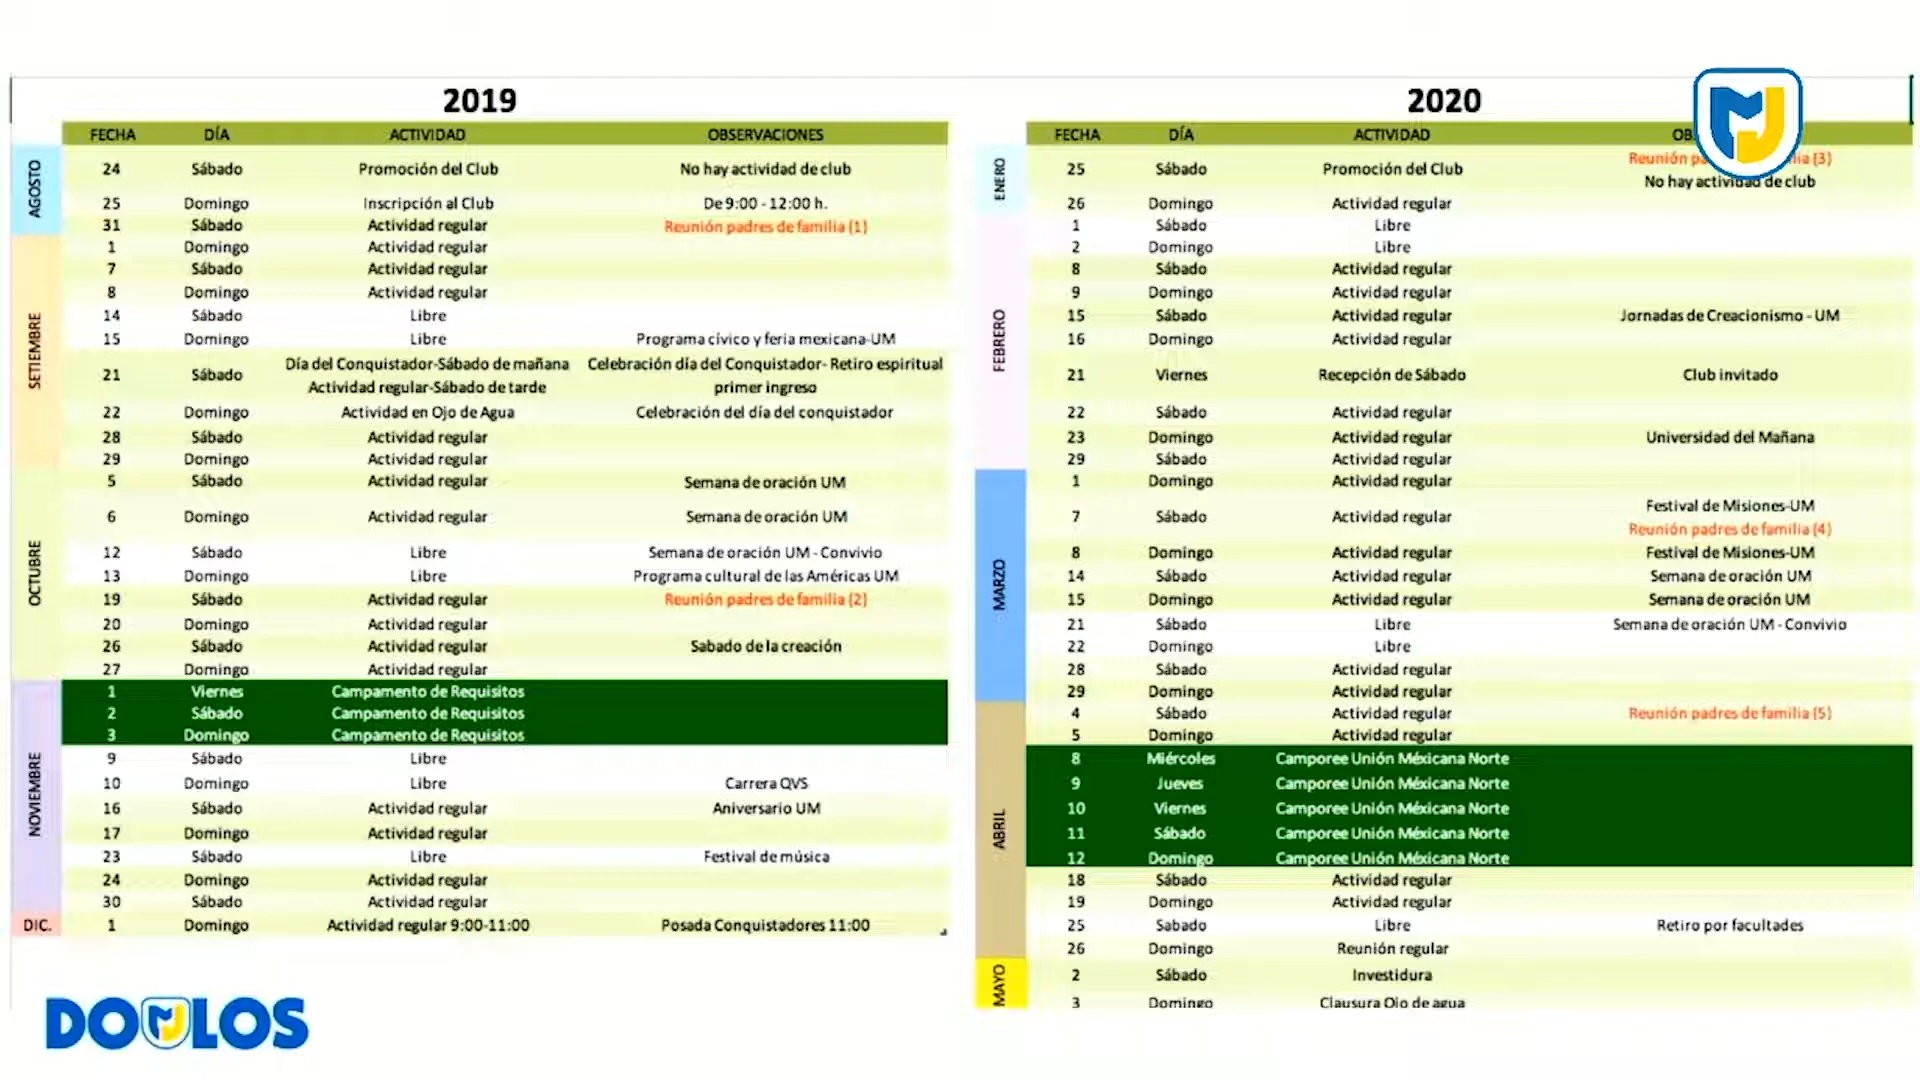 2019
FECHA DÍA ACTIVIDAD OBSERVACIONES
AGOSTO
24 Sábado Promoción del Club No hay actividad de club
25 Domingo Inscripción al Club De 9:00 - 12:00 h.
31 Sábado Actividad regular Reunión padres de familia (1)
SETIEMBRE
1 Domingo Actividad regular
7 Sábado Actividad regular
8 Domingo Actividad regular
14 Sábado Libre
15 Domingo Libre Programa cívico y feria mexicana-UM
21 Sábado Día del Conquistador-Sábado de mañana Celebración día del Conquistador- Retiro espiritual
Actividad regular-Sábado de tarde primer ingreso
22 Domingo Actividad en Ojo de Agua Celebración del día del conquistador
28 Sábado Actividad regular
29 Domingo Actividad regular
OCTUBRE
5 Sábado Actividad regular Semana de oración UM
6 Domingo Actividad regular Semana de oración UM
12 Sábado Libre Semana de oración UM - Convivio
13 Domingo Libre Programa cultural de las Américas UM
19 Sábado Actividad regular Reunión padres de familia (2)
20 Domingo Actividad regular
26 Sábado Actividad regular Sabado de la creación
27 Domingo Actividad regular
NOVIEMBRE
1 Viernes Campamento de Requisitos
2 Sábado Campamento de Requisitos
3 Domingo Campamento de Requisitos
9 Sábado Libre
10 Domingo Libre Carrera QVS
16 Sábado Actividad regular Aniversario UM
17 Domingo Actividad regular
23 Sábado Libre Festival de música
24 Domingo Actividad regular
30 Sábado Actividad regular
DIC.
1 Domingo Actividad regular 9:00-11:00 Posada Conquistadores 11:00
2020
FECHA DÍA ACTIVIDAD
ENERO
Reunión (3)
25 Sábado Promoción del Club
No hay actividad de club
26 Domingo Actividad regular
FEBRERO
1 Sábado Libre
2 Domingo Libre
8 Sábado Actividad regular
9 Domingo Actividad regular
15 Sábado Actividad regular Jornadas de Creacionismo - UM
16 Domingo Actividad regular
21 Viernes Recepción de Sábado Club invitado
22 Sábado Actividad regular
23 Domingo Actividad regular Universidad del Mañana
29 Sábado Actividad regular
MARZO
1 Domingo Actividad regular
7 Sábado Actividad regular Festival de Misiones-UM
Reunión padres de familia (4)
8 Domingo Actividad regular Festival de Misiones-UM
14 Sábado Actividad regular Semana de oración UM
15 Domingo Actividad regular Semana de oración UM
21 Sábado Libre Semana de oración UM - Convivio
22 Domingo Libre
28 Sábado Actividad regular
29 Domingo Actividad regular
ABRIL
4 Sábado Actividad regular Reunión padres de familia (5)
5 Domingo Actividad regular
8 Miércoles Camporee Unión Méxicana Norte
9 Jueves Camporee Unión Méxicana Norte
10 Viernes Camporee Unión Méxicana Norte
11 Sábado Camporee Unión Méxicana Norte
12 Domingo Camporee Unión Méxicana Norte
18 Sábado Actividad regular
19 Domingo Actividad regular
25 Sabado Libre Retiro por facultades
26 Domingo Reunión regular
MAYO
2 Sábado Investidura
3 Domingo Clausura Ojo de agua
DOULOS